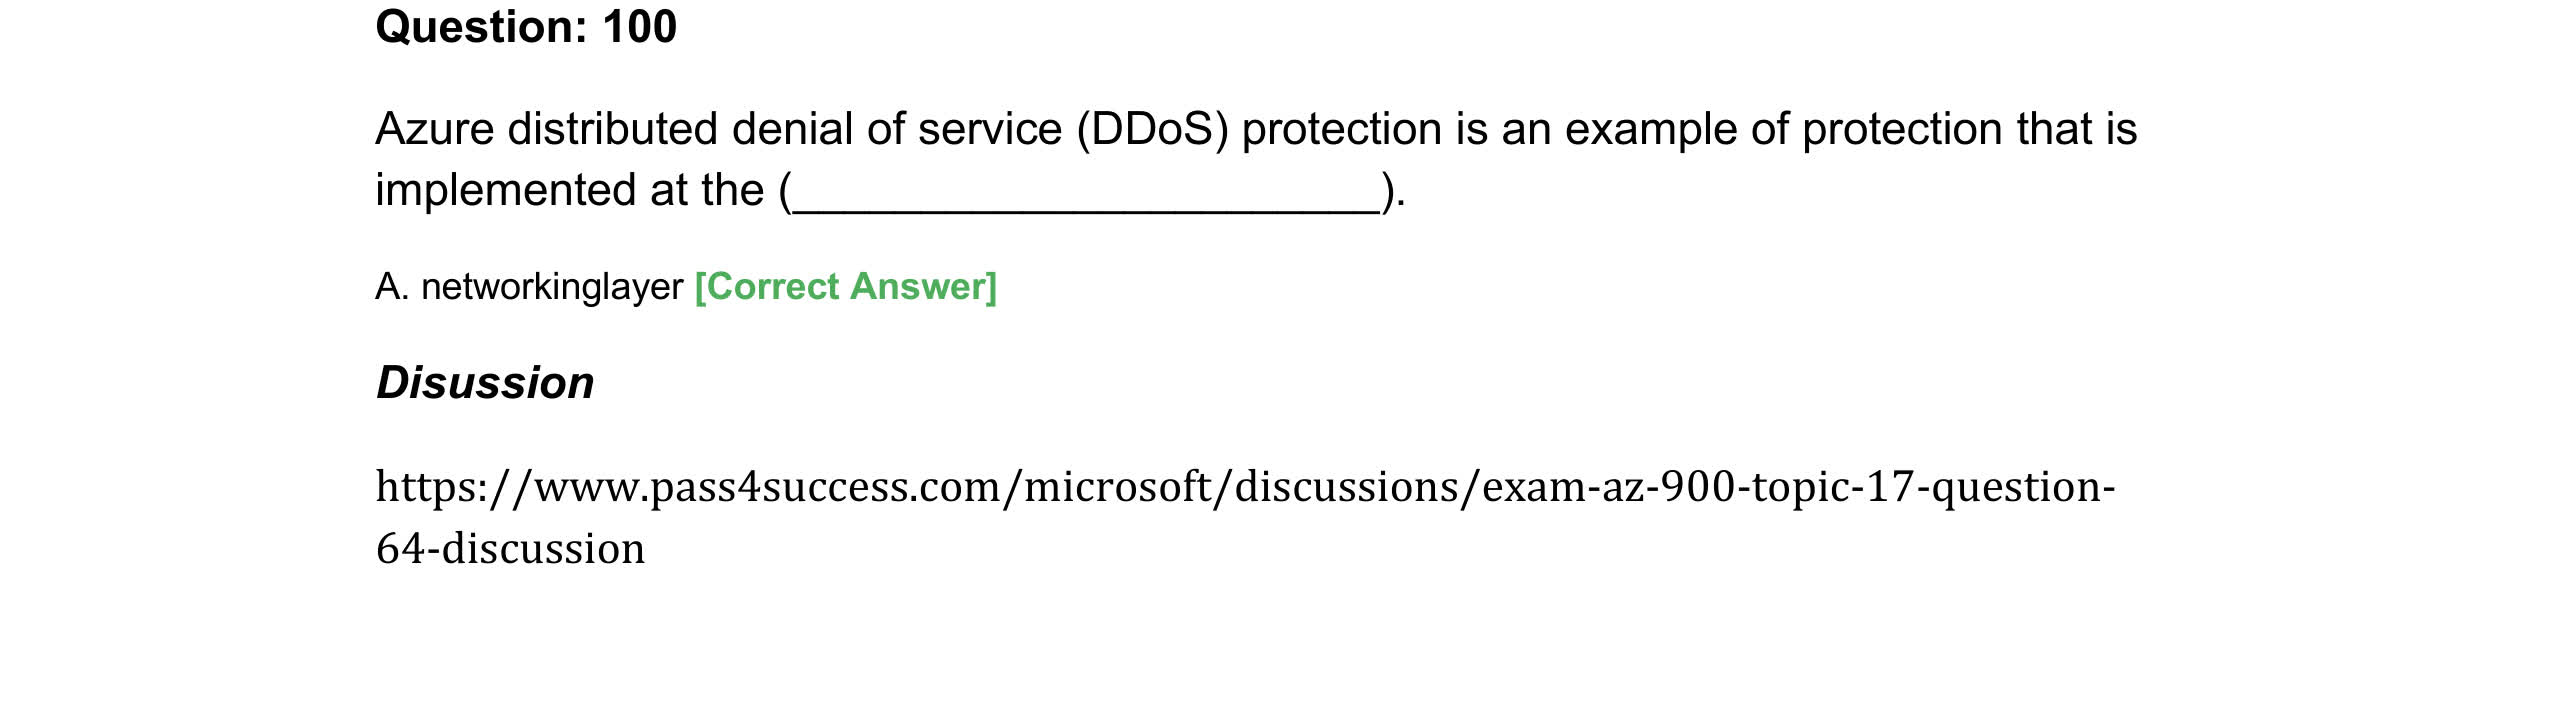 Question: 100
Azure distributed denial of service (DDoS) protection is an example of protection that is
implemented at the (_______________________).
A. networkinglayer [Correct Answer]
Disussion
https://www.pass4success.com/microsoft/discussions/exam-az-900-topic-17-question-
64-discussion